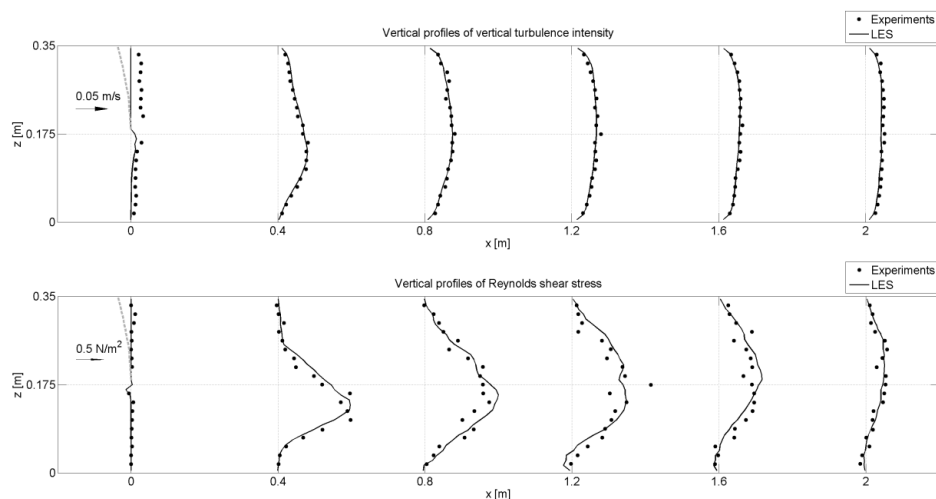 Vertical profiles of vertical turbulence intensity
Experiments
LES
0.35
0.05 m/s
0.175
0
z [m]
0
0.4
0.8
1.2
1.6
2
x [m]
Vertical profiles of Reynolds shear stress
Experiments
LES
0.35
0.5 N/m²
0.175
0
z [m]
0
0.4
0.8
1.2
1.6
2
x [m]